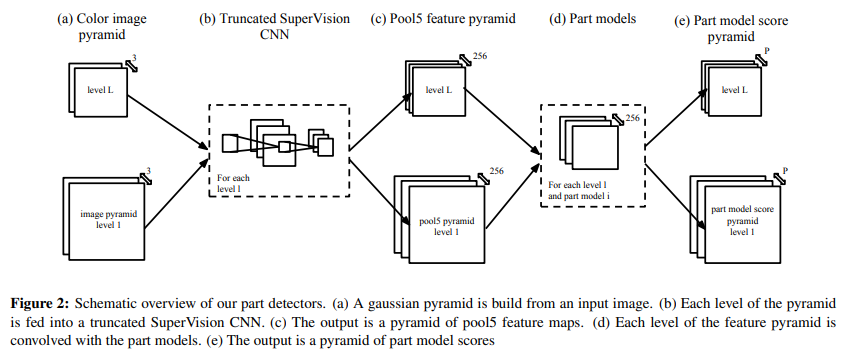 (a) Color image
pyramid
(b) Truncated SuperVision
CNN
(c) Pool5 feature pyramid
(d) Part models
(e) Part model score
pyramid
3
level L
256
level L
P
level L
256
For each
level l
For each level l
and part model i
3
image pyramid
level 1
256
pool5 pyramid
level 1
P
part model score
pyramid
level 1
Figure 2: Schematic overview of our part detectors. (a) A gaussian pyramid is build from an input image. (b) Each level of the pyramid
is fed into a truncated SuperVision CNN. (c) The output is a pyramid of pool5 feature maps. (d) Each level of the feature pyramid is
convolved with the part models. (e) The output is a pyramid of part model scores